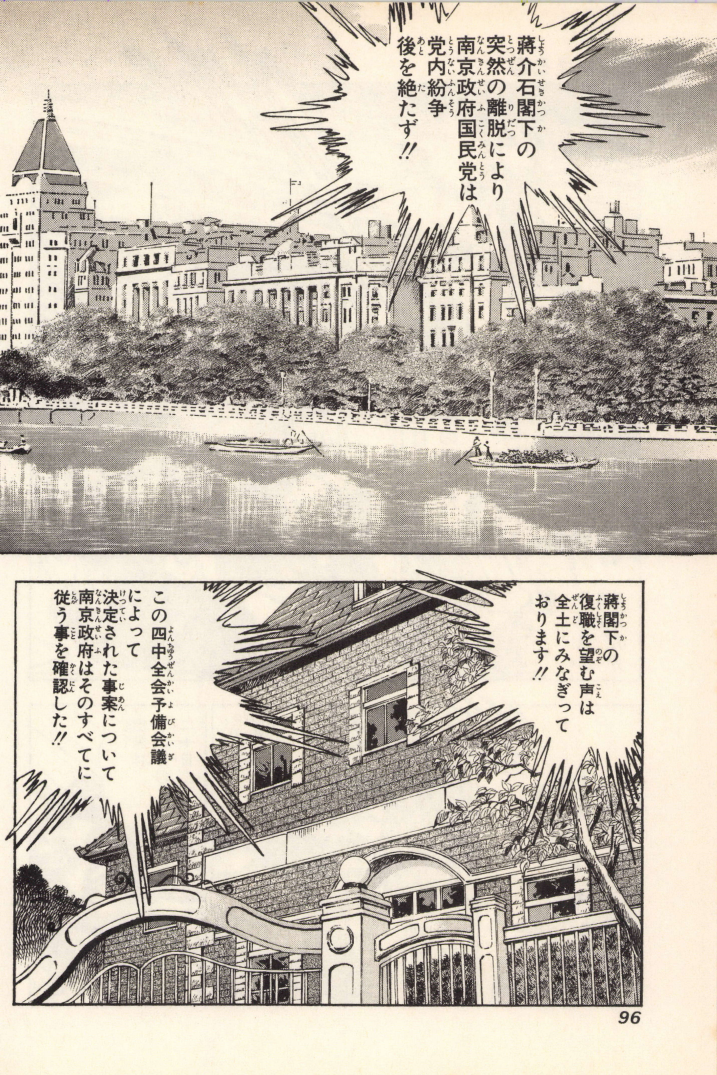 蔣介石閣下の
突然の離脱により
南京政府国民党は
党内紛争
後を絶たず!!
蔣閣下の
復職を望む声は
全土にみなぎって
おります!!
この四中全会予備会議
によって
決定された事案について
南京政府はそのすべてに
従う事を確認した!!
96